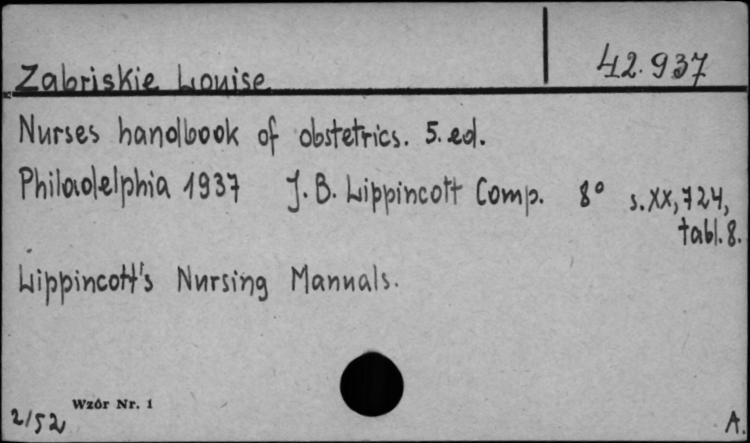 Zabriskie Louise
42.937
Nurses handbook of obstetrics. 5. ed.
Philadelphia 1937 J. B. Lippincott Comp. 8° s. XX, 724,
tabl. 8.
Lippincott's Nursing Manuals.
Wzór Nr. 1
2/52
A.